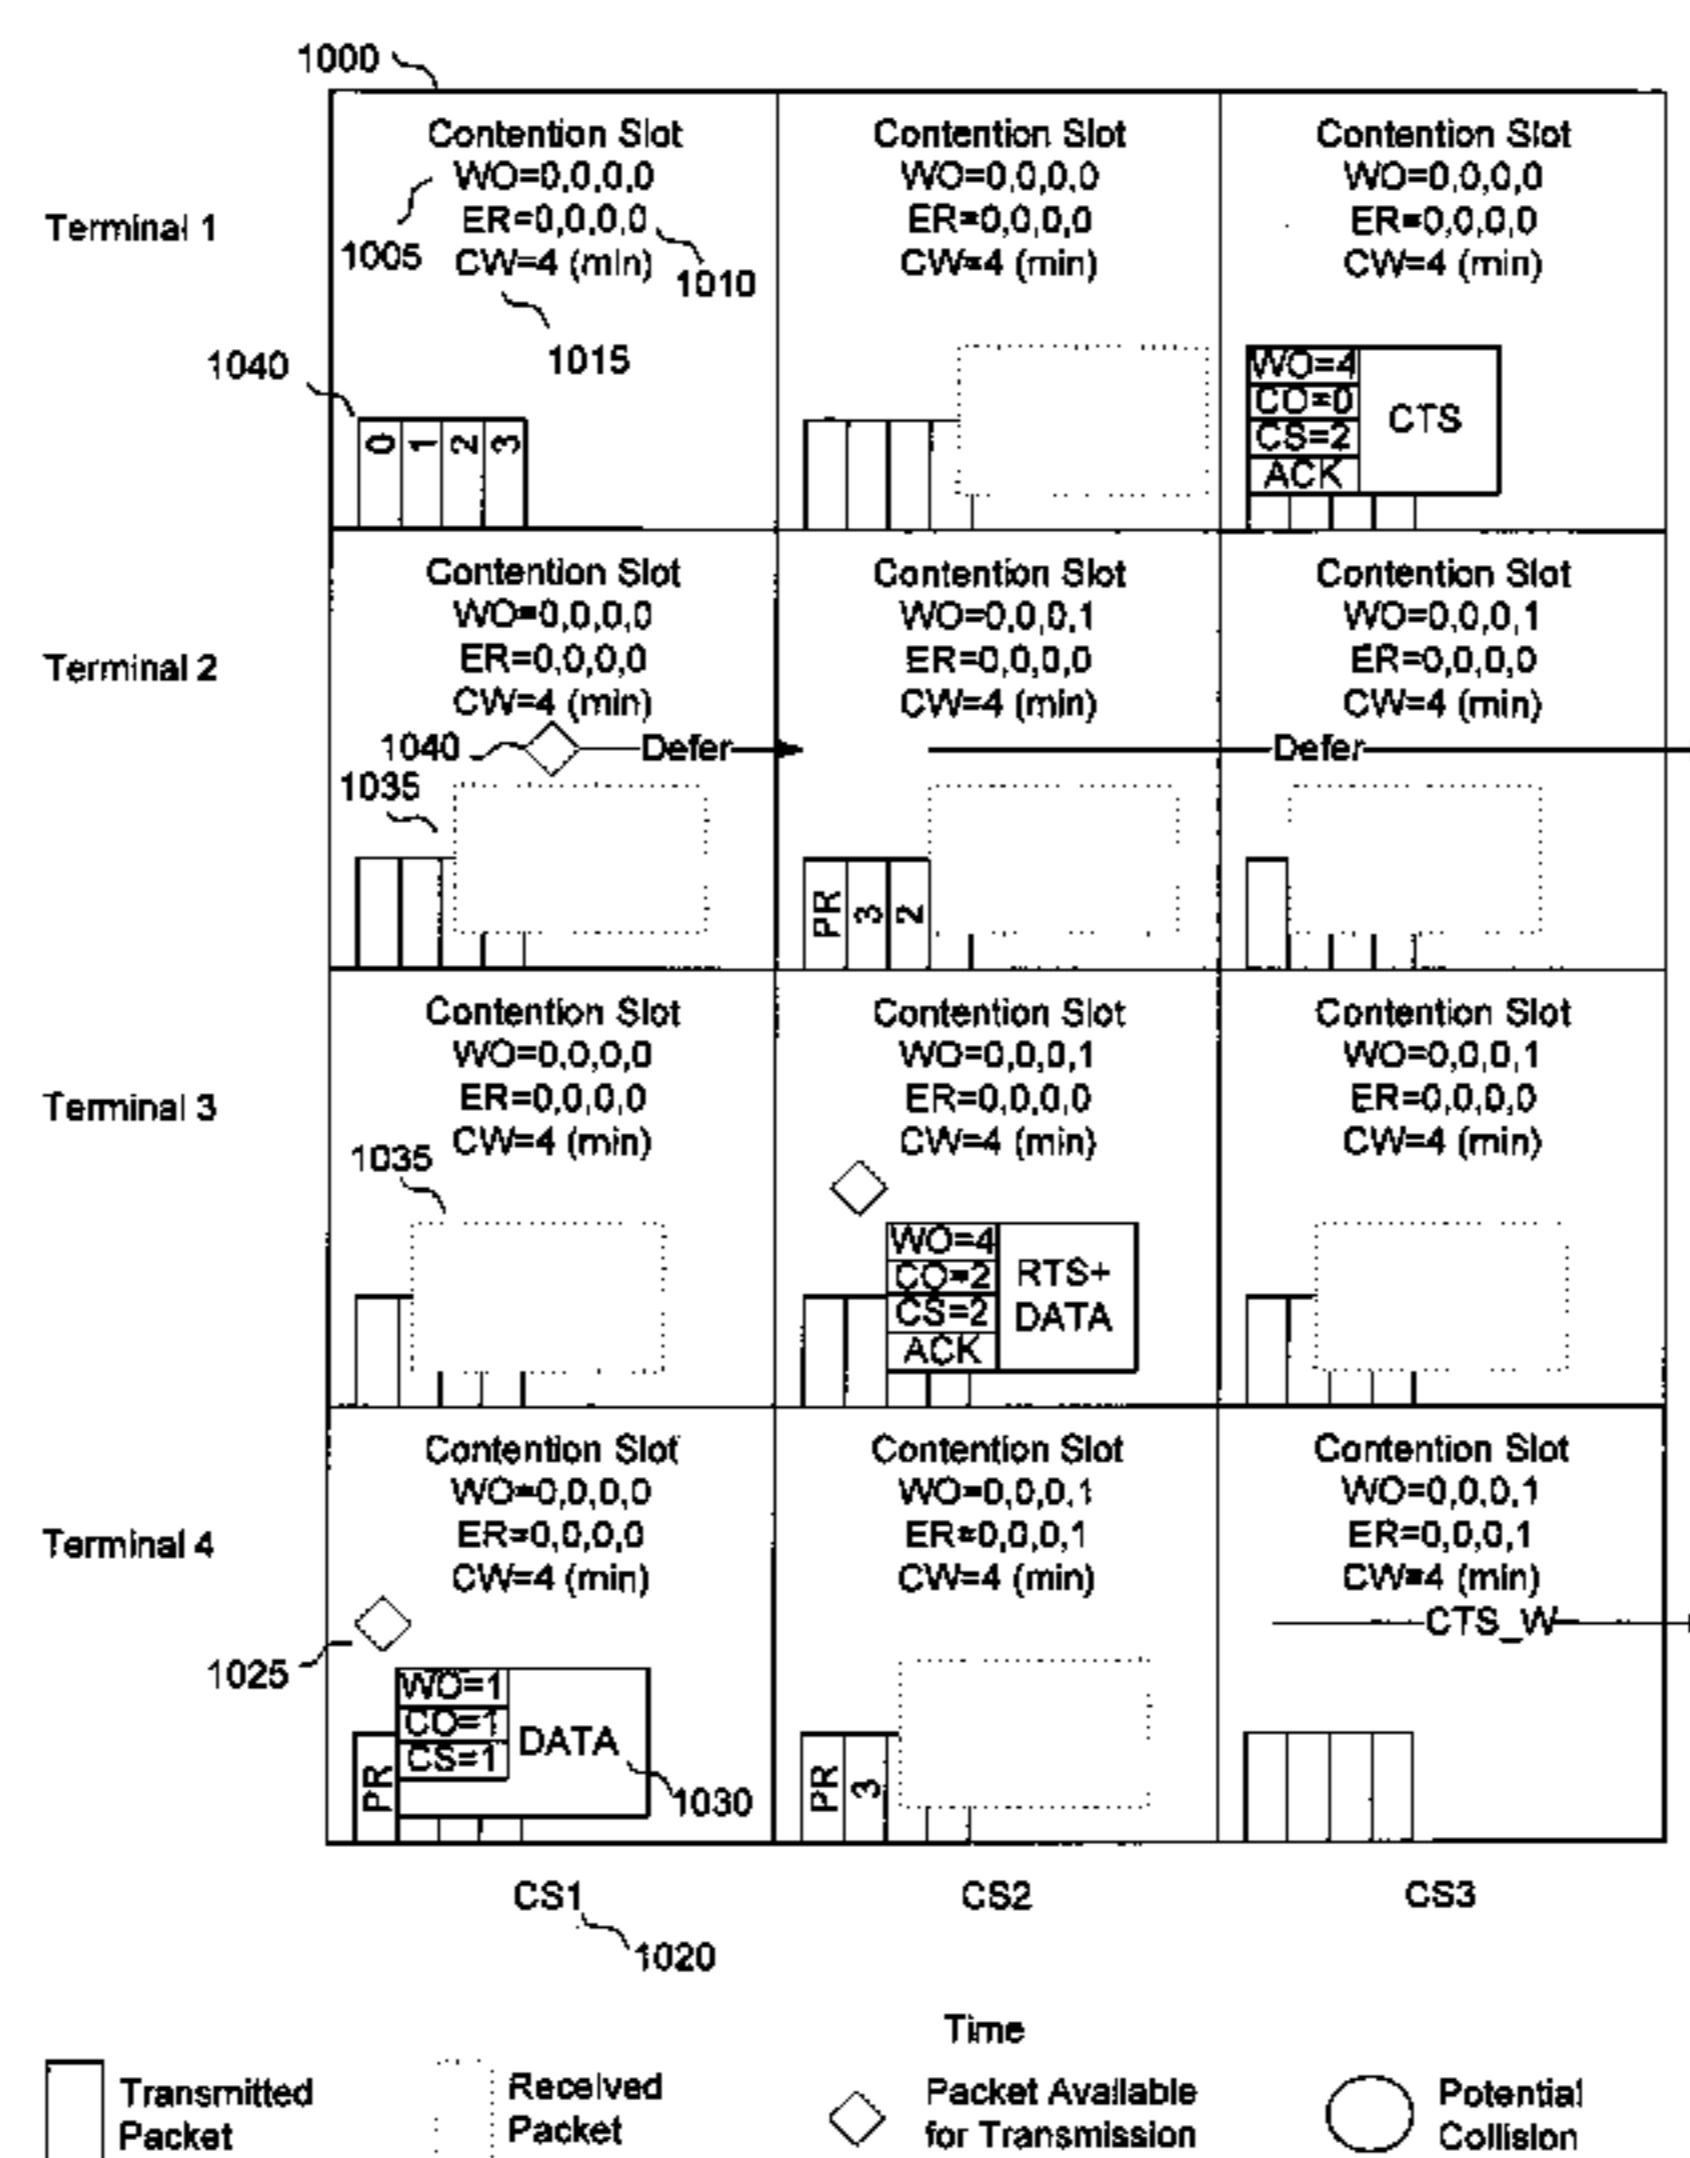 1000
Contention Slot
WO=0,0,0,0
ER=0,0,0,0
CW=4 (min)
1005
1010
1015
Contention Slot
WO=0,0,0,0
ER=0,0,0,0
CW=4 (min)
Contention Slot
WO=0,0,0,0
ER=0,0,0,0
CW=4 (min)
Terminal 1
1040
0
1
2
3
WO=4
CO=0
CS=2
ACK
CTS
Terminal 2
Contention Slot
WO=0,0,0,0
ER=0,0,0,0
CW=4 (min)
1040
Defer
1035
Contention Slot
WO=0,0,0,1
ER=0,0,0,0
CW=4 (min)
PR
3
2
Contention Slot
WO=0,0,0,1
ER=0,0,0,0
CW=4 (min)
Defer
Terminal 3
Contention Slot
WO=0,0,0,0
ER=0,0,0,0
CW=4 (min)
1035
Contention Slot
WO=0,0,0,1
ER=0,0,0,0
CW=4 (min)
WO=4
CO=2
CS=2
ACK
RTS+
DATA
Contention Slot
WO=0,0,0,1
ER=0,0,0,0
CW=4 (min)
Terminal 4
Contention Slot
WO=0,0,0,0
ER=0,0,0,0
CW=4 (min)
1025
PR
WO=1
CO=1
CS=1
DATA
1030
Contention Slot
WO=0,0,0,1
ER=0,0,0,1
CW=4 (min)
PR
3
Contention Slot
WO=0,0,0,1
ER=0,0,0,1
CW=4 (min)
CTS_W
CS1
CS2
CS3
1020
Time
Transmitted
Packet
Received
Packet
Packet Available
for Transmission
Potential
Collision